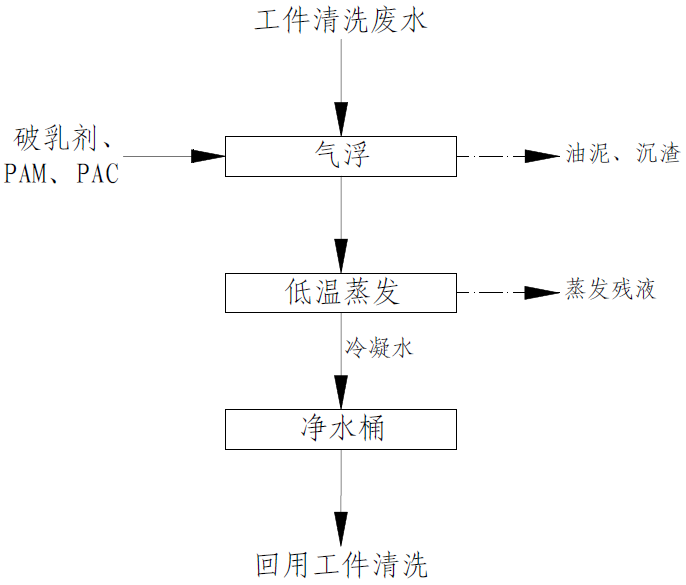 工件清洗废水
破乳剂、
PAM、PAC
气浮
油泥、沉渣
低温蒸发
蒸发残液
冷凝水
净水桶
回用工件清洗